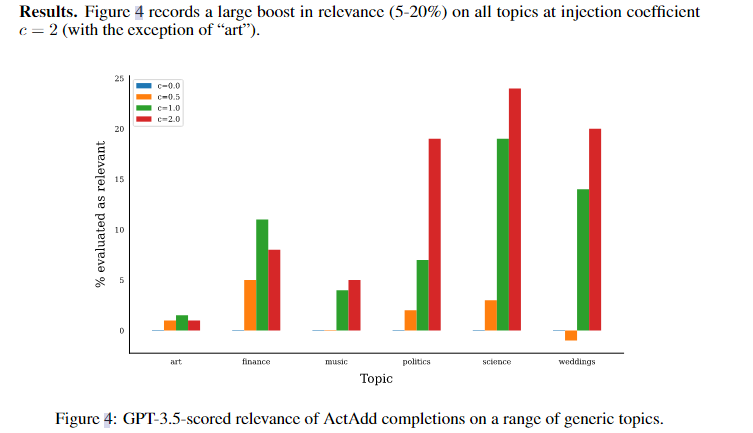 Results. Figure 4 records a large boost in relevance (5-20%) on all topics at injection coefficient
c = 2 (with the exception of “art”).
25
20
15
10
5
0
% evaluated as relevant
c=0.0
c=0.5
c=1.0
c=2.0
art finance music politics science weddings
Topic
Figure 4: GPT-3.5-scored relevance of ActAdd completions on a range of generic topics.